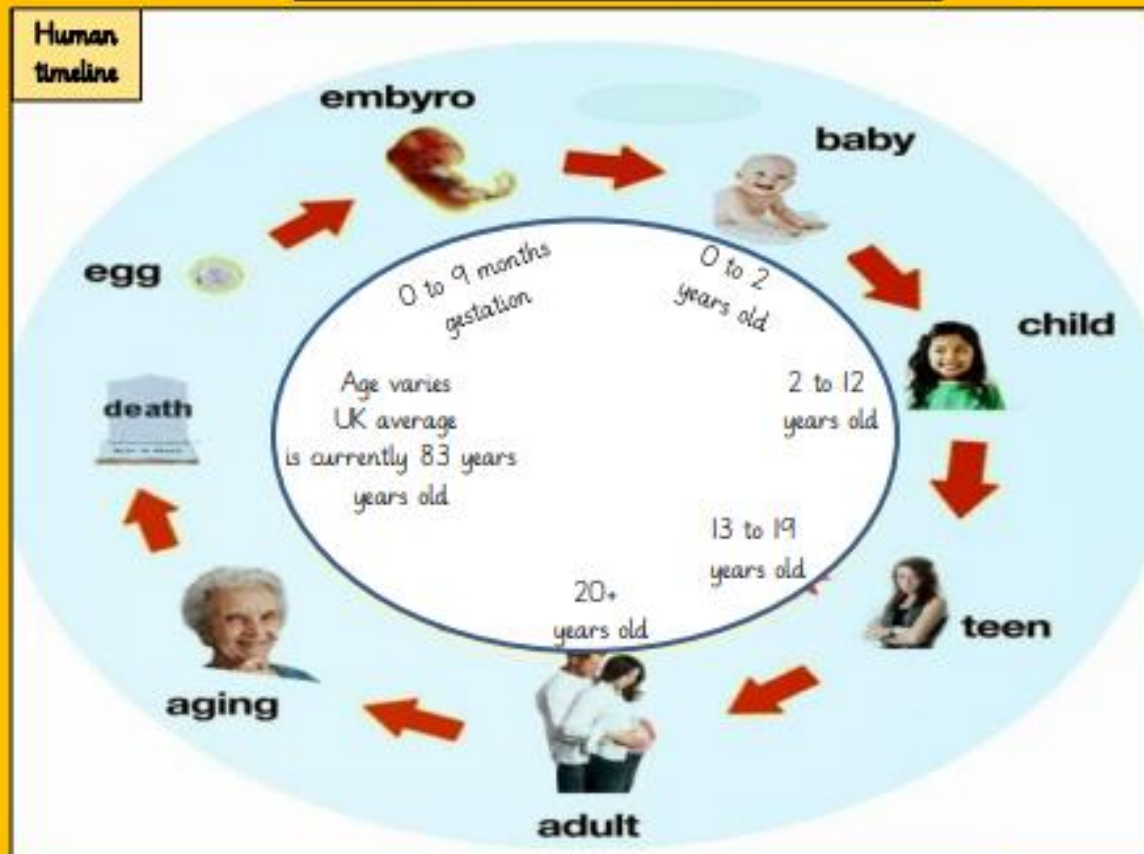 Human
timeline
embyro
baby
egg
0 to 9 months
gestation
0 to 2
years old
child
death
Age varies
UK average
is currently 83 years
years old
2 to 12
years old
13 to 19
years old
teen
20+
years old
aging
adult